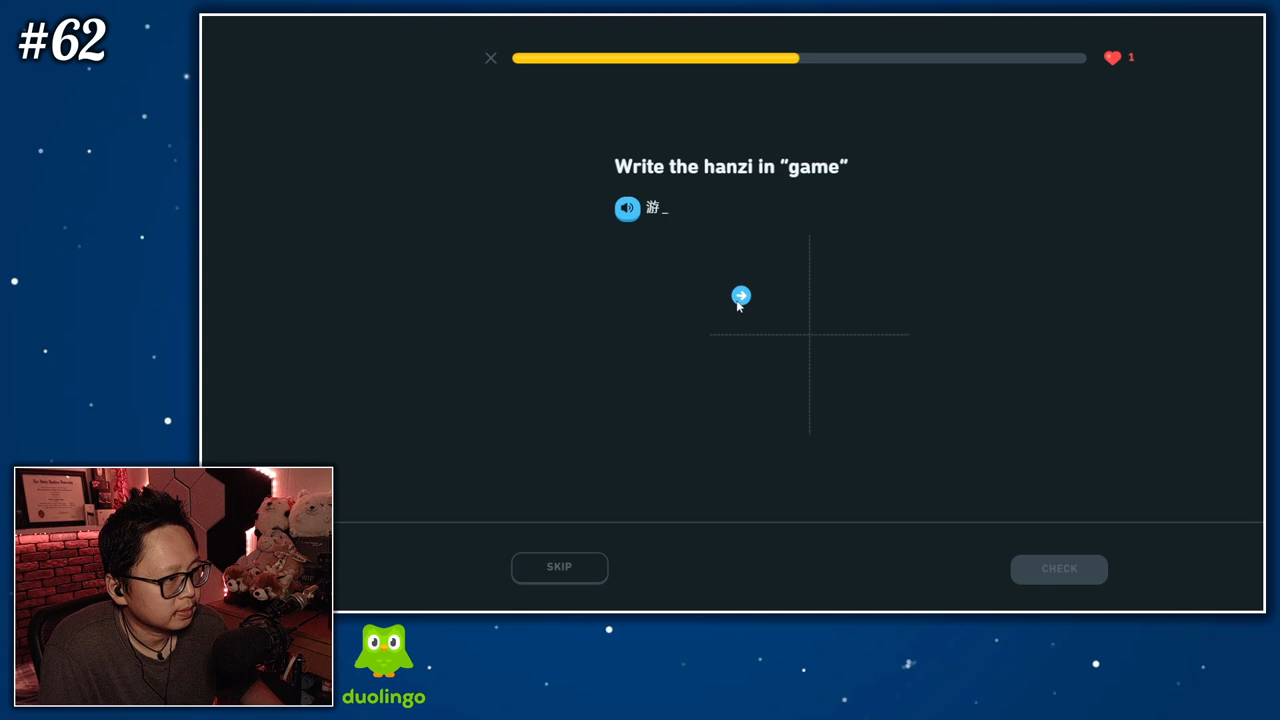 #62
1
Write the hanzi in “game”
游_
SKIP
CHECK
duolingo